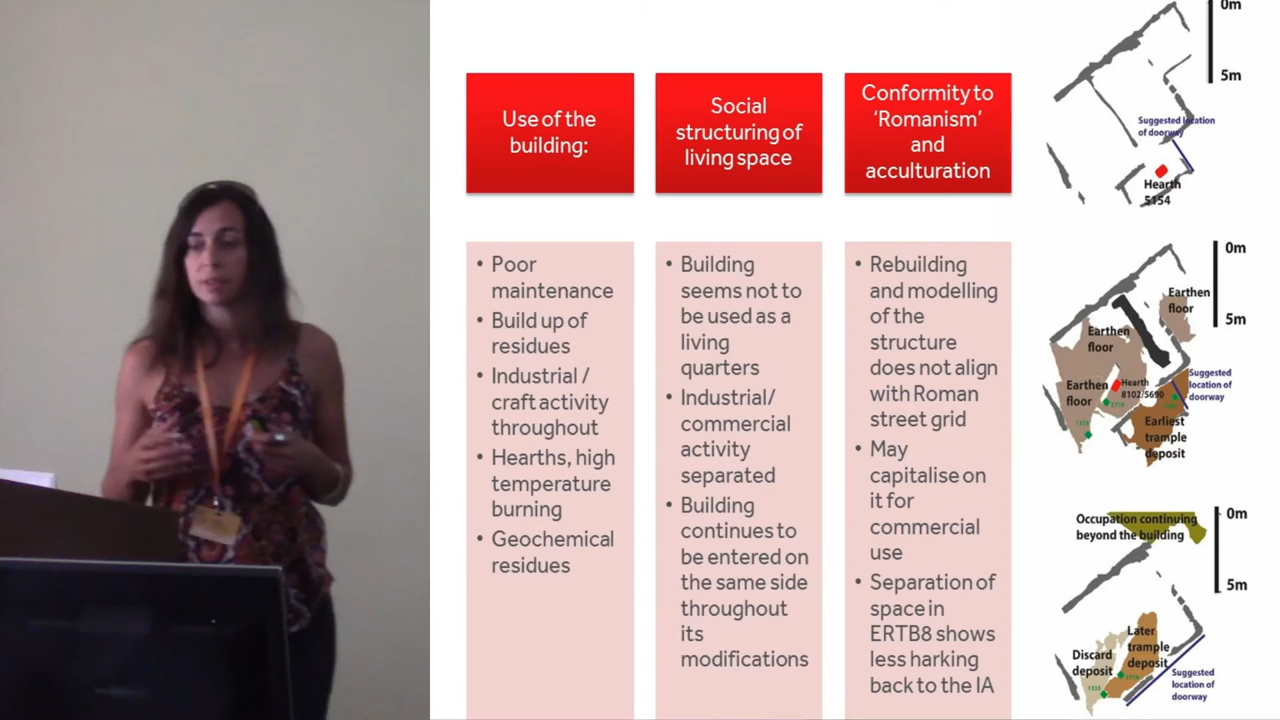 Use of the
building:
Social
structuring of
living space
Conformity to
‘Romanism’
and
acculturation
• Poor
maintenance
• Build up of
residues
• Industrial /
craft activity
throughout
• Hearths, high
temperature
burning
• Geochemical
residues
• Building
seems not to
be used as a
living
quarters
• Industrial/
commercial
activity
separated
• Building
continues to
be entered on
the same side
throughout
its
modifications
• Rebuilding
and modelling
of the
structure
does not align
with Roman
street grid
• May
capitalise on
it for
commercial
use
• Separation of
space in
ERTB8 shows
less harking
back to the IA
0m
5m
Suggested location
of doorway
Hearth
5154
0m
5m
Earthen
floor
Earthen
floor
Earthen
floor
Hearth
8102/5690
Suggested
location of
doorway
Earliest
trample
deposit
0m
5m
Occupation continuing
beyond the building
Later
trample
deposit
Discard
deposit
Suggested
location of
doorway